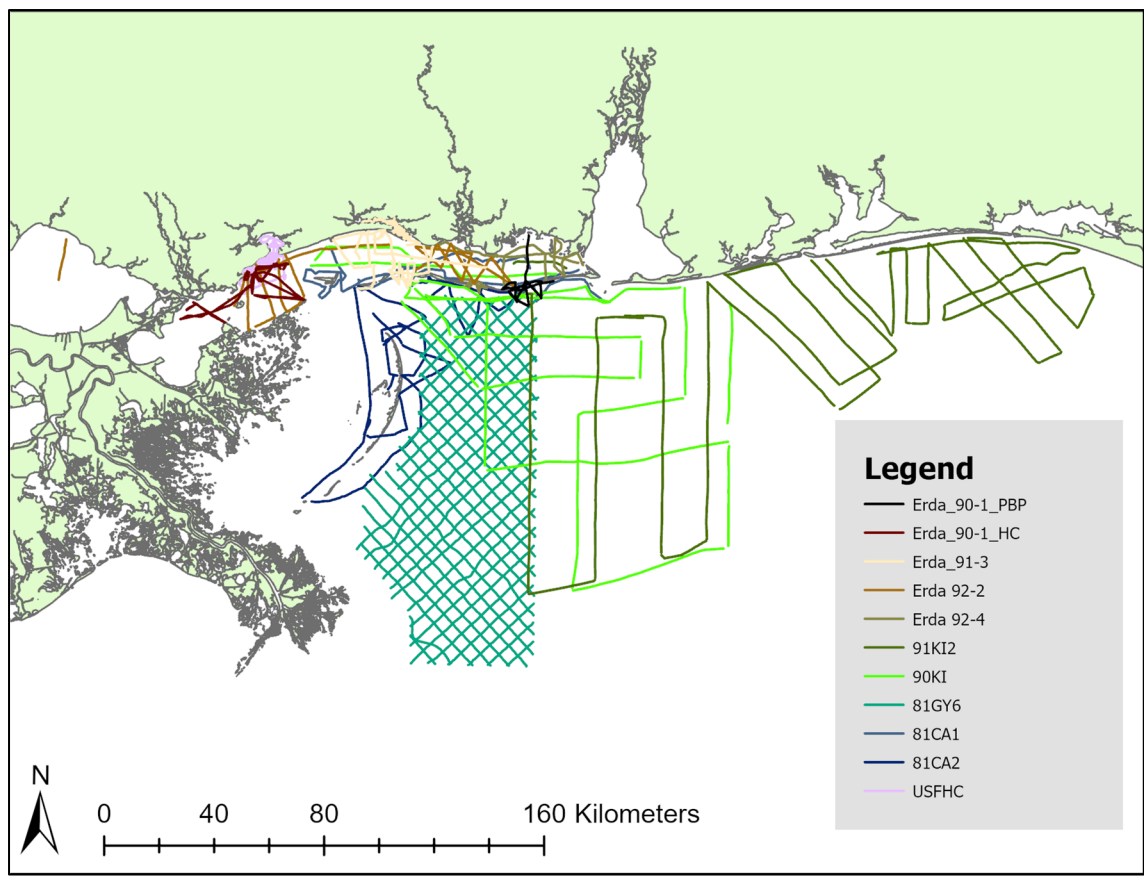 Legend
Erda_90-1_PBP
Erda_90-1_HC
Erda_91-3
Erda 92-2
Erda 92-4
91KI2
90KI
81GY6
81CA1
81CA2
USFHC
N
0 40 80 160 Kilometers